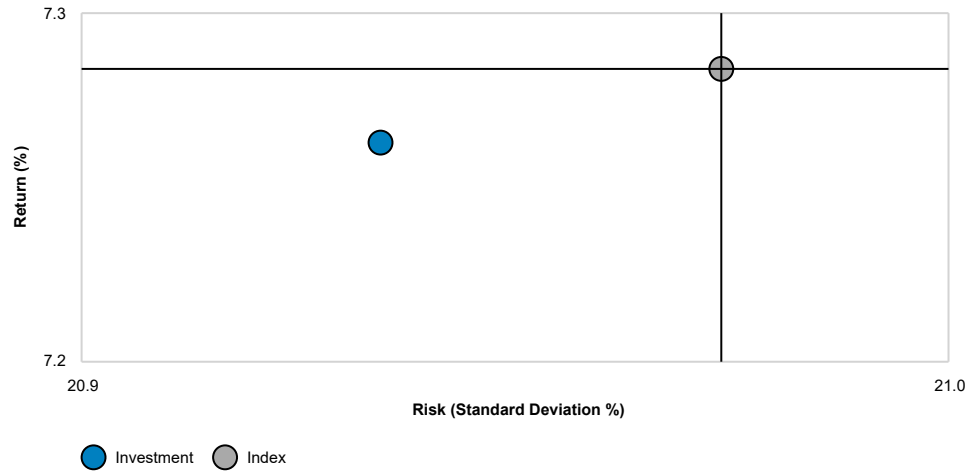 7.3
Return (%)
7.2
20.9
21.0
Risk (Standard Deviation %)
Investment
Index